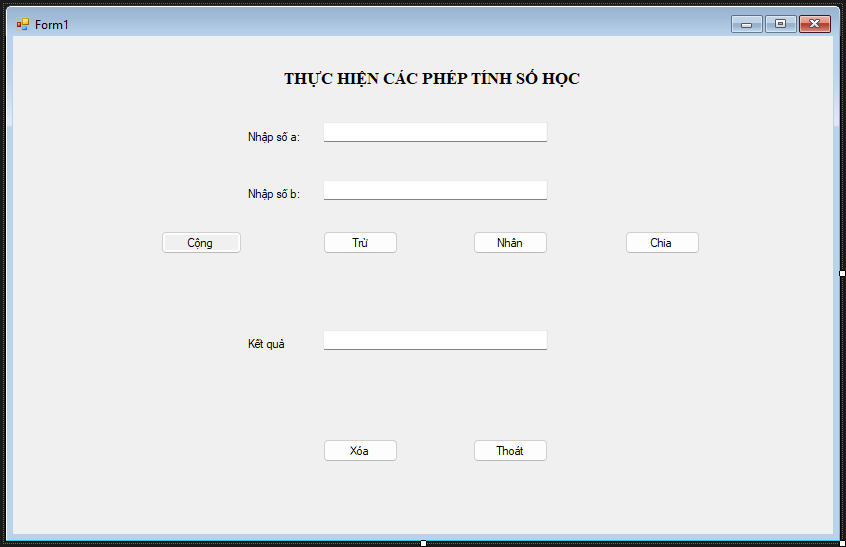 Form1
THỰC HIỆN CÁC PHÉP TÍNH SỐ HỌC
Nhập số a:
Nhập số b:
Cộng Trừ Nhân Chia
Kết quả
Xóa Thoát